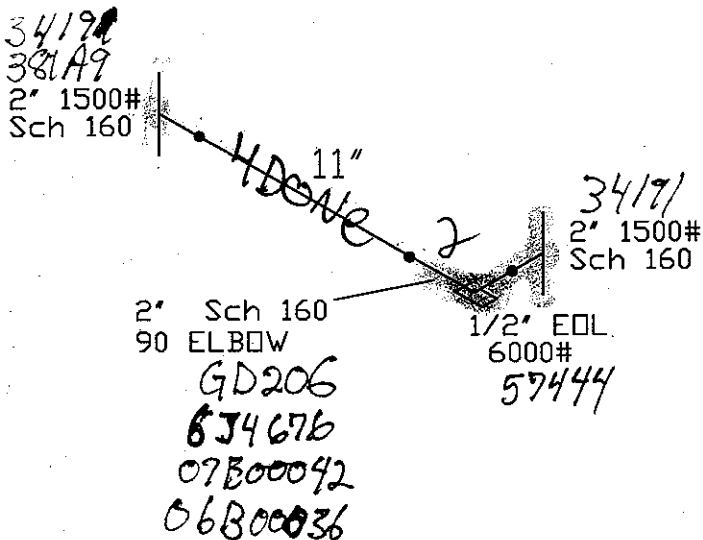 34191
381A9
2" 1500#
Sch 160
11"
4 DONE
2
34191
2" 1500#
Sch 160
2" Sch 160
90 ELBOW
1/2" EOL
6000#
57444
GD206
6J4676
07B00042
06B00036